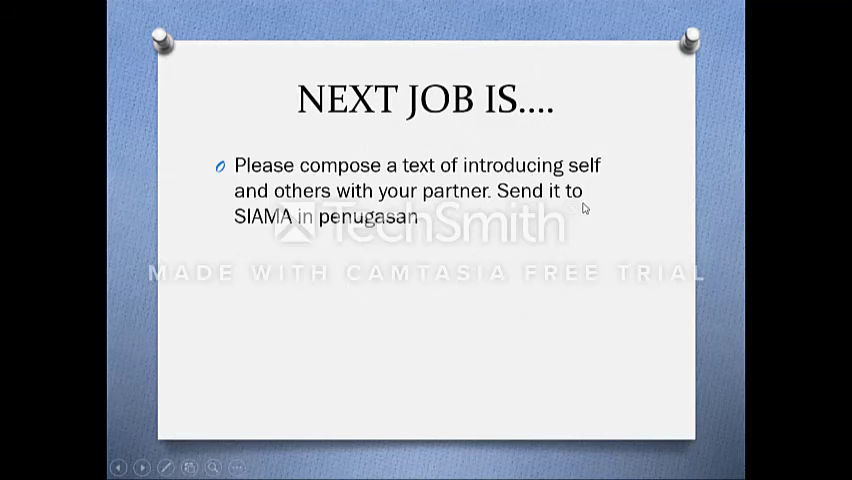 NEXT JOB IS....
Please compose a text of introducing self
and others with your partner. Send it to
SIAMA in penugasan
TechSmith
MADE WITH CAMTASIA FREE TRIAL